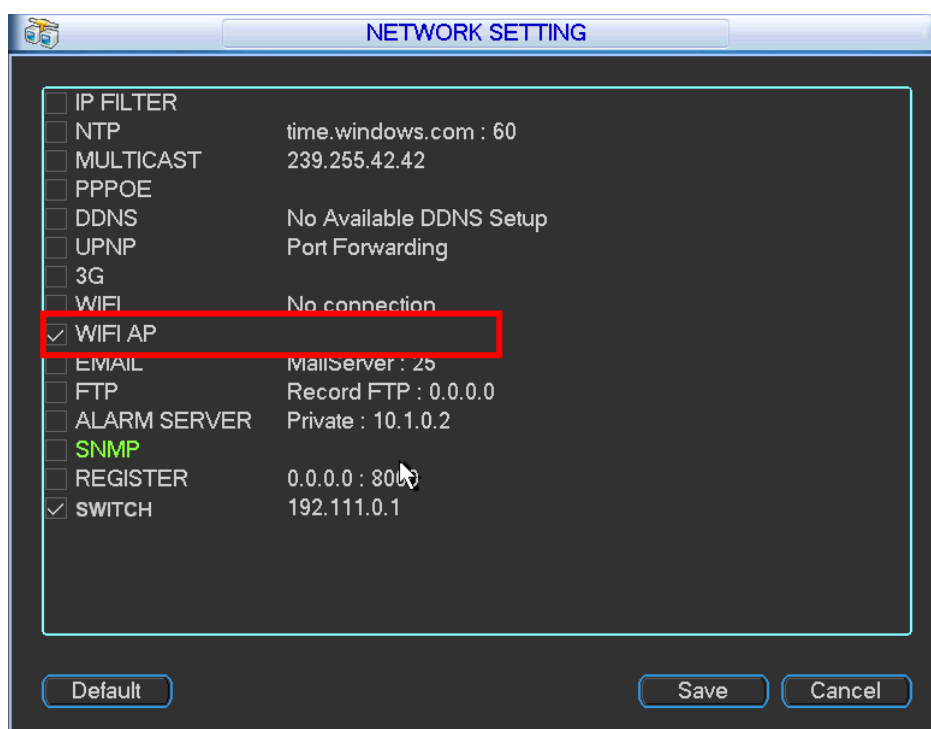 NETWORK SETTING
IP FILTER
NTP time.windows.com : 60
MULTICAST 239.255.42.42
PPPOE
DDNS No Available DDNS Setup
UPNP Port Forwarding
3G
WIFI No connection
WIFI AP
EMAIL MailServer : 25
FTP Record FTP : 0.0.0.0
ALARM SERVER Private : 10.1.0.2
SNMP
REGISTER 0.0.0.0 :
SWITCH 192.111.0.1
Default Save Cancel